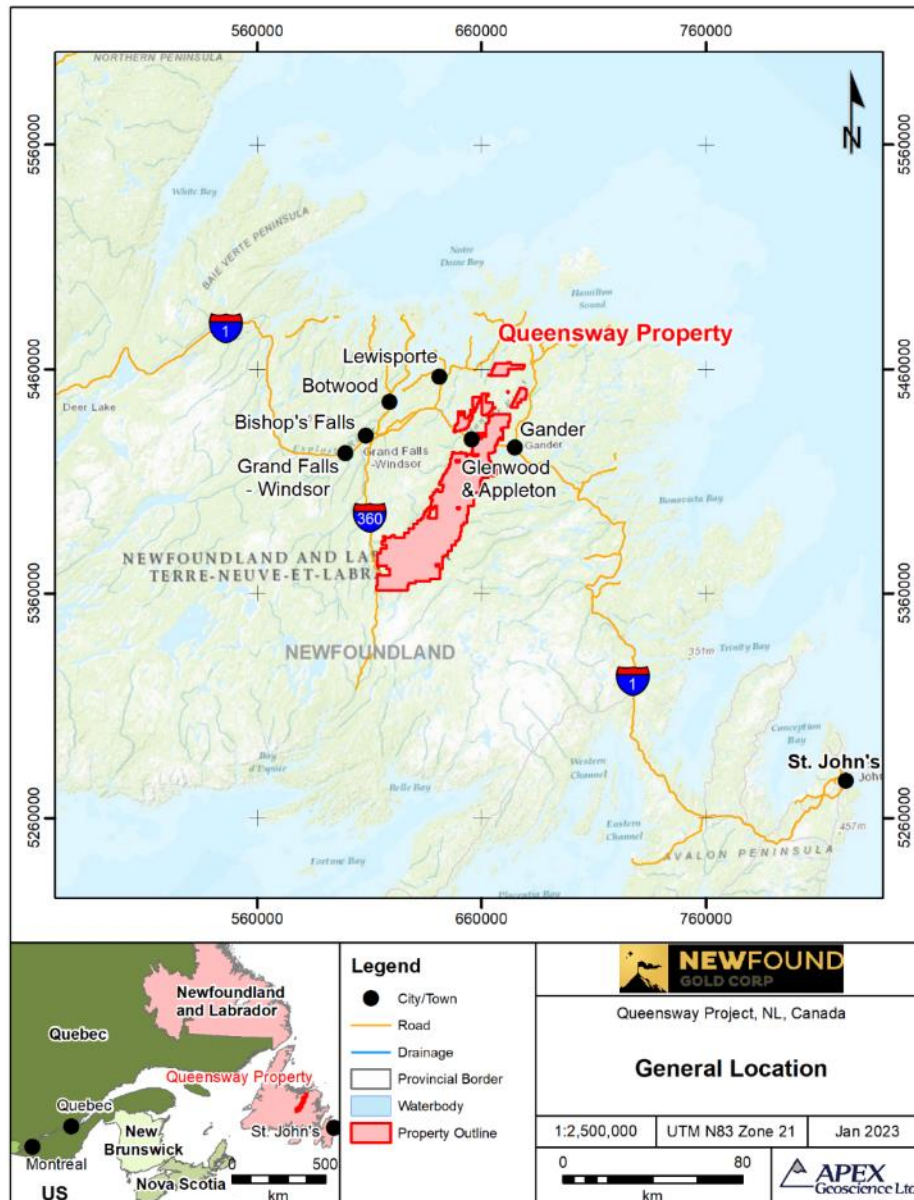 560000
660000
760000
NORTHERN PENINSULA
5560000
5560000
N
White Bay
BAIE VERTE PENINSULA
Notre
Dame Bay
Hamilton
Sound
1
Queensway Property
Lewisporte
5460000
5460000
Deer Lake
Botwood
Bishop's Falls
Gander
Gander
Grand Falls
-Windsor
Grand Falls
- Windsor
Glenwood
& Appleton
Bonavista Bay
360
NEWFOUNDLAND AND LAB
TERRE-NEUVE-ET-LABR
5360000
5360000
NEWFOUNDLAND
351m
Trinity Bay
1
Conception
Bay
St. John's
John
Bay
d'Espoir
Western
Channel
Belle Bay
5260000
5260000
Eastern
Channel
457m
AVALON PENINSULA
Fortune Bay
Placentia Bay
560000
660000
760000
Newfoundland
and Labrador
Quebec
Queensway Property
Quebec
New
Brunswick
St. John's
Montreal
0 500
km
Nova Scotia
US
Legend
City/Town
Road
Drainage
Provincial Border
Waterbody
Property Outline
NEWFOUND
GOLD CORP
Queensway Project, NL, Canada
General Location
1:2,500,000
UTM N83 Zone 21
Jan 2023
0 80
km
APEX
Geoscience Ltd